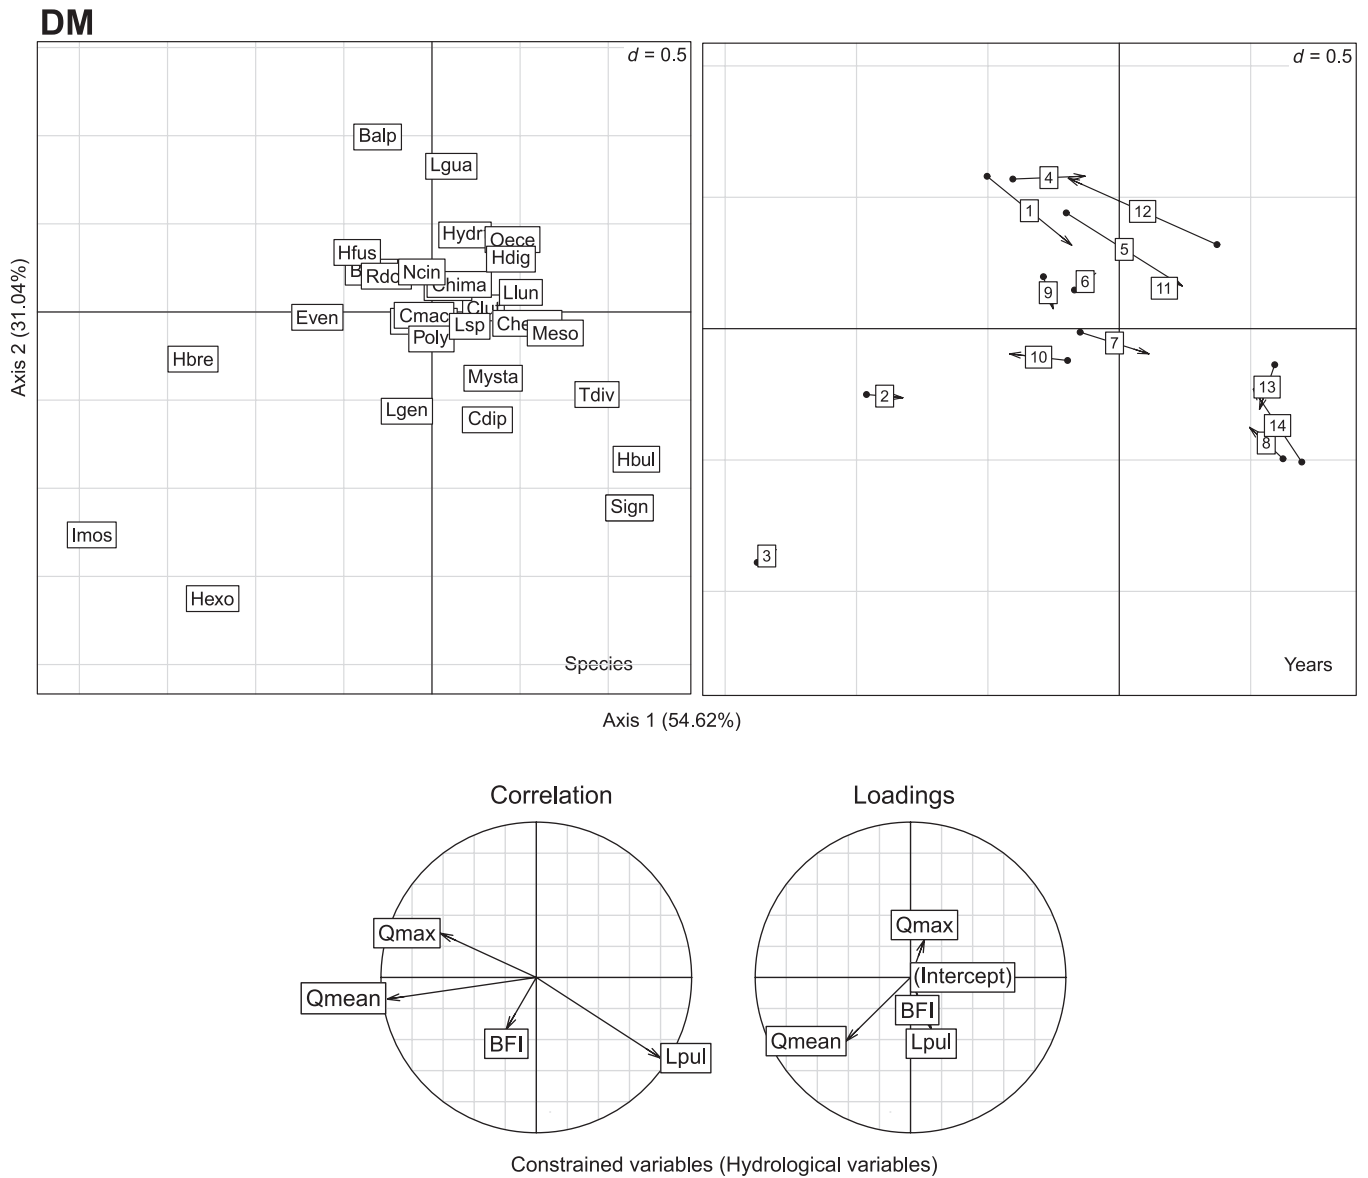 DM
d = 0.5
Balp
Lgua
Hydr
Oece
Hfus
Hdig
Rdo
Ncin
Chima
Llun
Even
Cmac
Lsp
Che
Meso
Poly
Hbre
Mysta
Tdiv
Lgen
Cdip
Hbul
Sign
Imos
Hexo
Species
Axis 2 (31.04%)
d = 0.5
4
1
12
5
6
9
11
7
10
2
13
14
8
3
Years
Axis 1 (54.62%)
Correlation
Qmax
Qmean
BFI
Lpul
Loadings
Qmax
(Intercept)
BFI
Qmean
Lpul
Constrained variables (Hydrological variables)